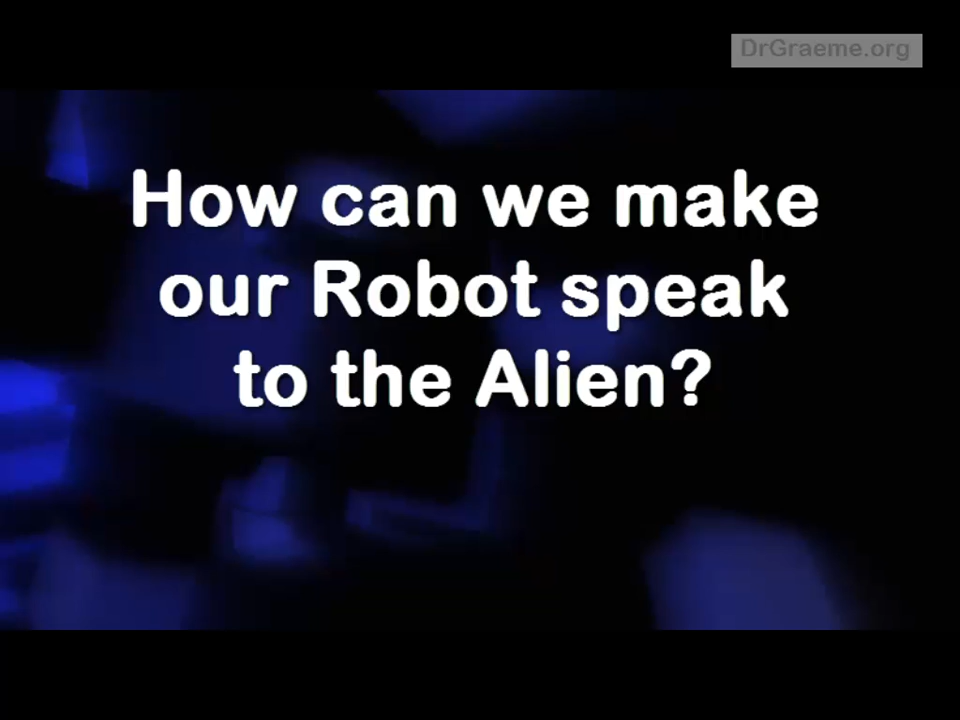 DrGraeme.org
How can we make
our Robot speak
to the Alien?